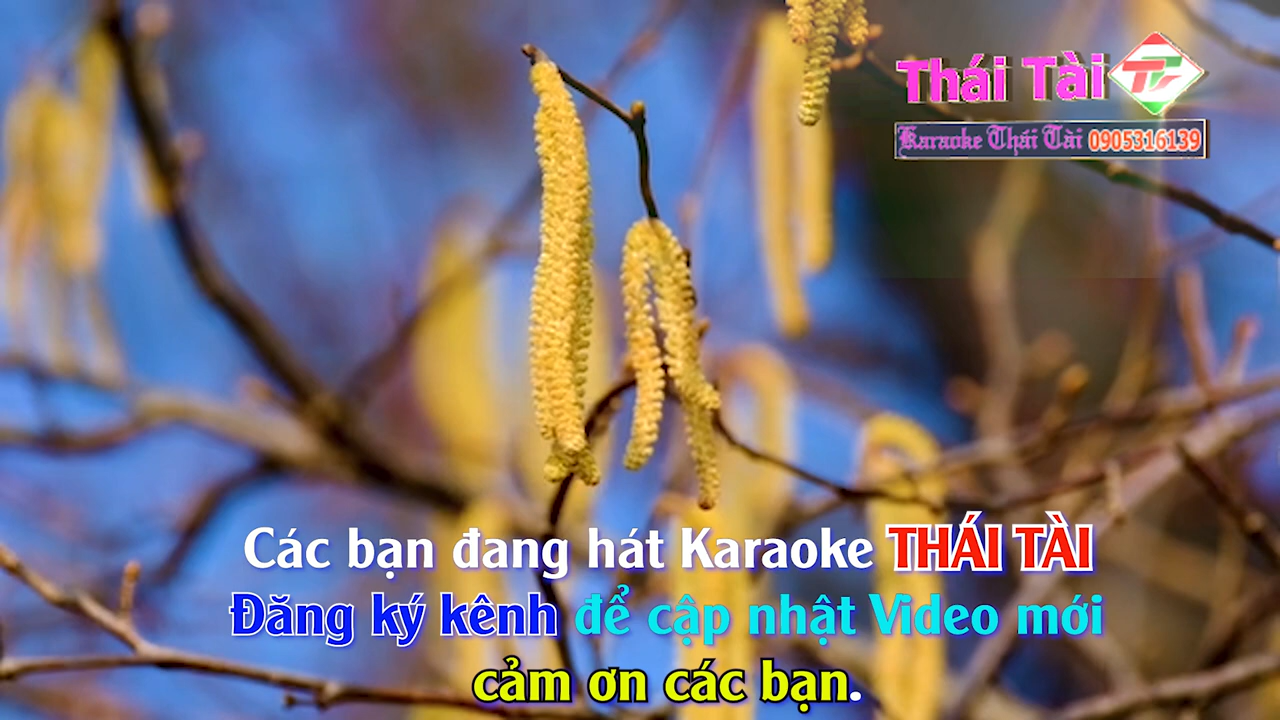 Thái Tài
TV
Karaoke Thái Tài 0905316139
Các bạn đang hát Karaoke THÁI TÀI
Đăng ký kênh để cập nhật Video mới
cảm ơn các bạn.